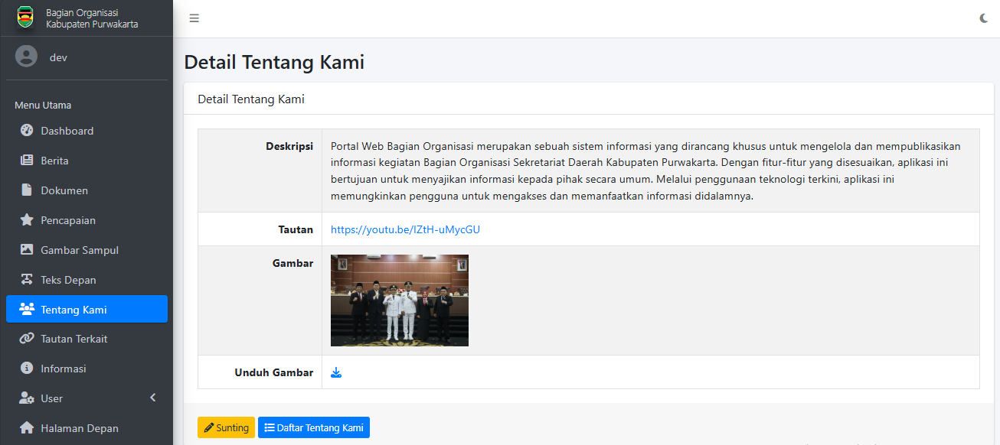 Bagian Organisasi
Kabupaten Purwakarta
dev
Menu Utama
Dashboard
Berita
Dokumen
Pencapaian
Gambar Sampul
Teks Depan
Tentang Kami
Tautan Terkait
Informasi
User
Halaman Depan
Detail Tentang Kami
Detail Tentang Kami
Deskripsi
Portal Web Bagian Organisasi merupakan sebuah sistem informasi yang dirancang khusus untuk mengelola dan mempublikasikan
informasi kegiatan Bagian Organisasi Sekretariat Daerah Kabupaten Purwakarta. Dengan fitur-fitur yang disesuaikan, aplikasi ini
bertujuan untuk menyajikan informasi kepada pihak secara umum. Melalui penggunaan teknologi terkini, aplikasi ini
memungkinkan pengguna untuk mengakses dan memanfaatkan informasi didalamnya.
Tautan
https://youtu.be/lZtH-uMycGU
Gambar
Unduh Gambar
Sunting
Daftar Tentang Kami